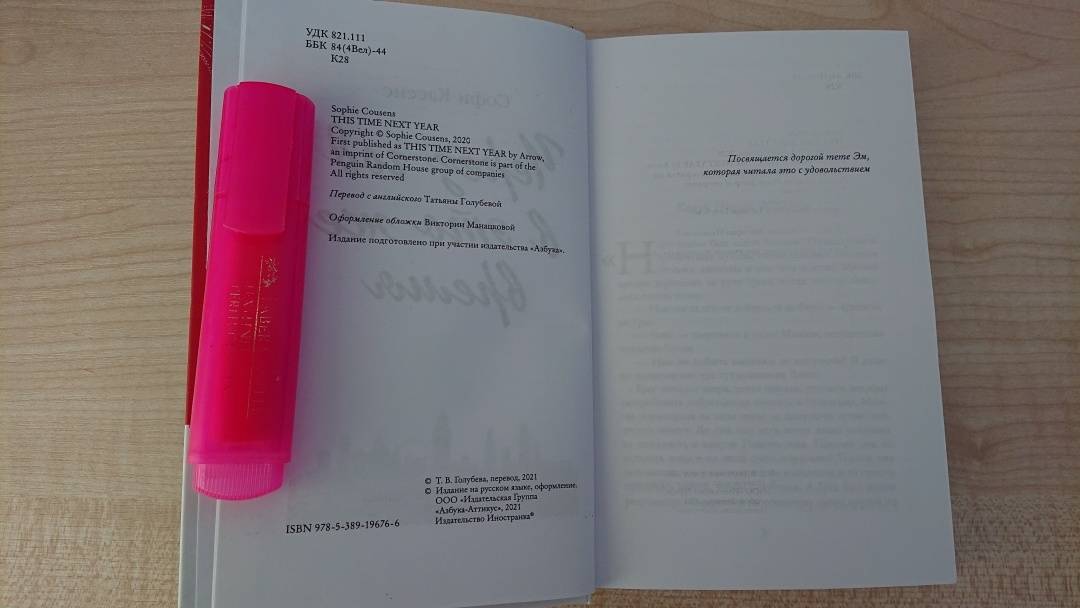 УДК 821.111
ББК 84(4Вел)-44
К28
Sophie Cousens
THIS TIME NEXT YEAR
Copyright © Sophie Cousens, 2020
First published as THIS TIME NEXT YEAR by Arrow,
an imprint of Cornerstone. Cornerstone is part of the
Penguin Random House group of companies
All rights reserved
Перевод с английского Татьяны Голубевой
Оформление обложки Виктории Манацковой
Издание подготовлено при участии издательства «Азбука».
© Т. В. Голубева, перевод, 2021
© Издание на русском языке, оформление.
ООО «Издательская Группа
«Азбука-Аттикус», 2021
Издательство Иностранка®
ISBN 978-5-389-19676-6
Посвящается дорогой тете Эм,
которая читала это с удовольствием